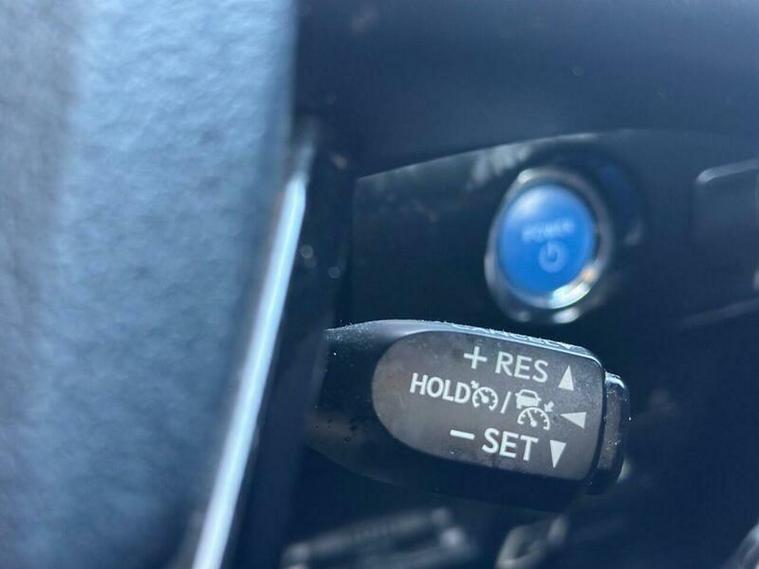 POWER
+ RES
HOLD /
- SET